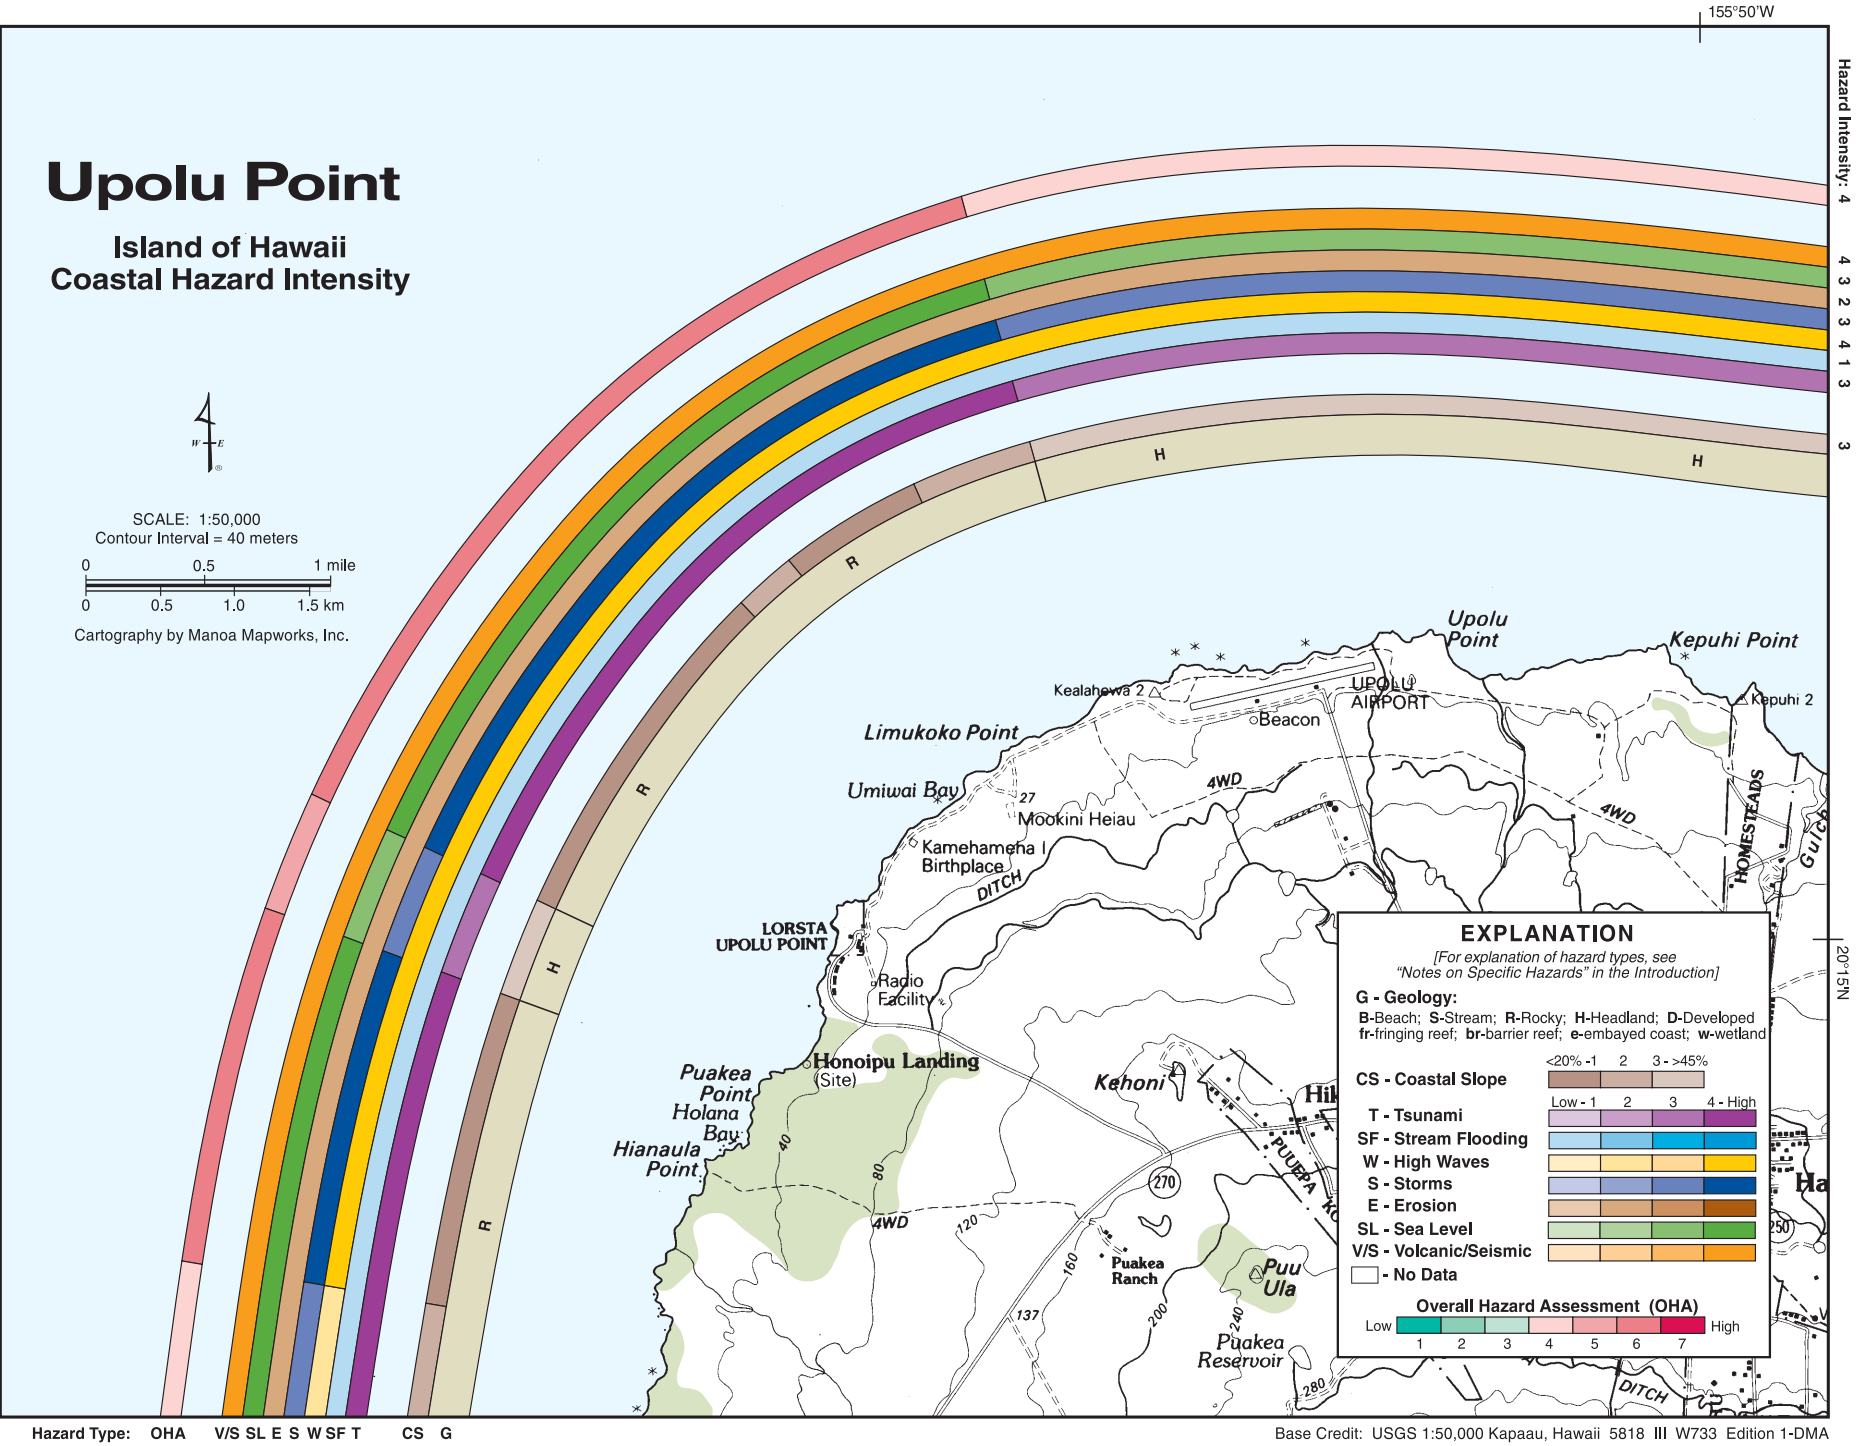 155°50'W
Hazard Intensity: 4 4 3 2 3 4 1 3 3
Upolu Point
Island of Hawaii
Coastal Hazard Intensity
W E
®
SCALE: 1:50,000
Contour Interval = 40 meters
0 0.5 1 mile
0 0.5 1.0 1.5 km
Cartography by Manoa Mapworks, Inc.
H
H
R
R
H
R
Upolu
Point
Kepuhi Point
Kealahewa 2
UPOLU
AIRPORT
Beacon
Kepuhi 2
Limukoko Point
Umiwai Bay
27
Mookini Heiau
4WD
4WD
HOMESTEADS
Gulch
Kamehameha I
Birthplace
DITCH
LORSTA
UPOLU POINT
Radio
Facility
20°15'N
Honoipu Landing
(Site)
Puakea
Point
Holana
Bay
Hianaula
Point
40
80
Kehoni
Hik
PUUEPA
KO
270
4WD
120
160
Puakea
Ranch
137
200
240
Puu
Ula
Puakea
Reservoir
280
DITCH
Ha
250
EXPLANATION
[For explanation of hazard types, see
“Notes on Specific Hazards” in the Introduction]
G - Geology:
B-Beach; S-Stream; R-Rocky; H-Headland; D-Developed
fr-fringing reef; br-barrier reef; e-embayed coast; w-wetland
<20% -1 2 3 - >45%
CS - Coastal Slope
Low - 1 2 3 4 - High
T - Tsunami
SF - Stream Flooding
W - High Waves
S - Storms
E - Erosion
SL - Sea Level
V/S - Volcanic/Seismic
- No Data
Overall Hazard Assessment (OHA)
Low High
1 2 3 4 5 6 7
Hazard Type: OHA V/S SL E S W SF T CS G
Base Credit: USGS 1:50,000 Kapaau, Hawaii 5818 III W733 Edition 1-DMA